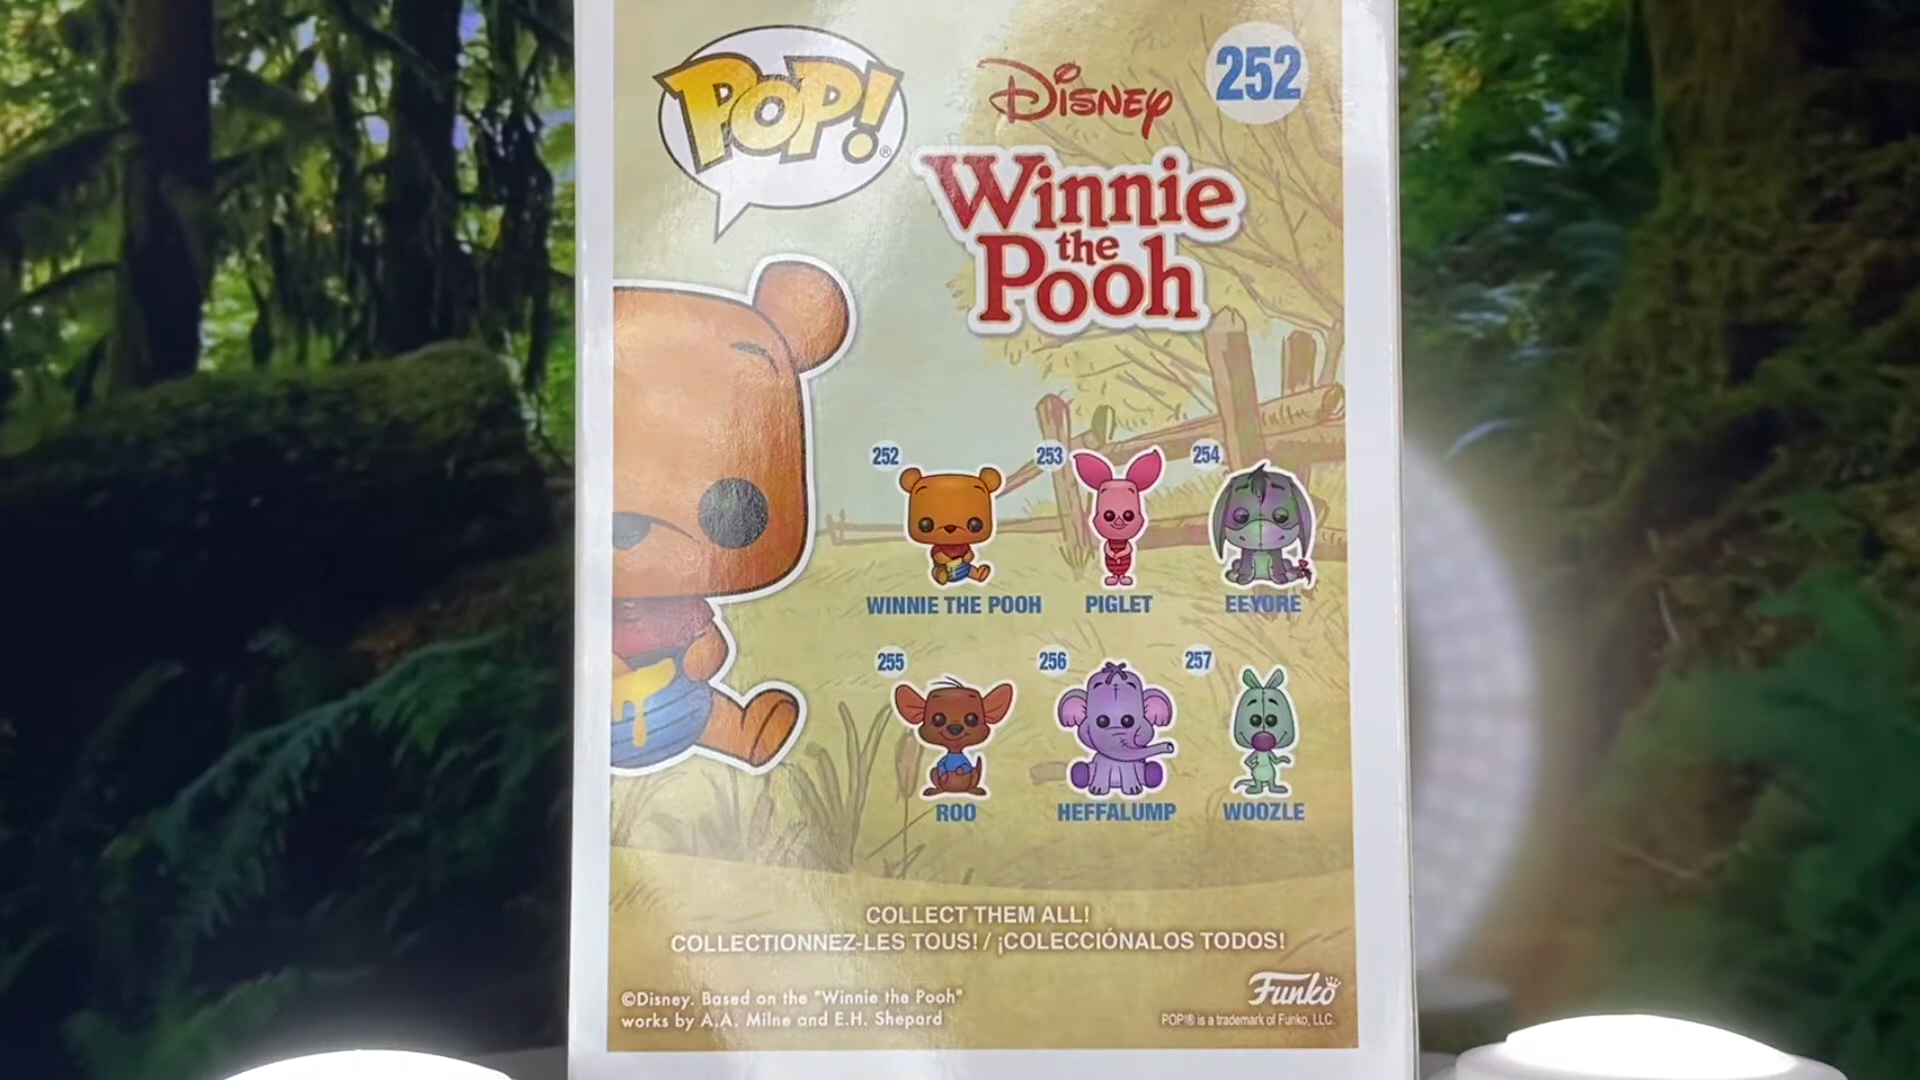 POP!®
DISNEY
252
Winnie
the
Pooh
252
253
254
WINNIE THE POOH
PIGLET
EEYORE
255
256
257
ROO
HEFFALUMP
WOOZLE
COLLECT THEM ALL!
COLLECTIONNEZ-LES TOUS! / ¡COLECCIÓNALOS TODOS!
©Disney. Based on the "Winnie the Pooh"
works by A.A. Milne and E.H. Shepard
Funko
POP!® is a trademark of Funko, LLC.